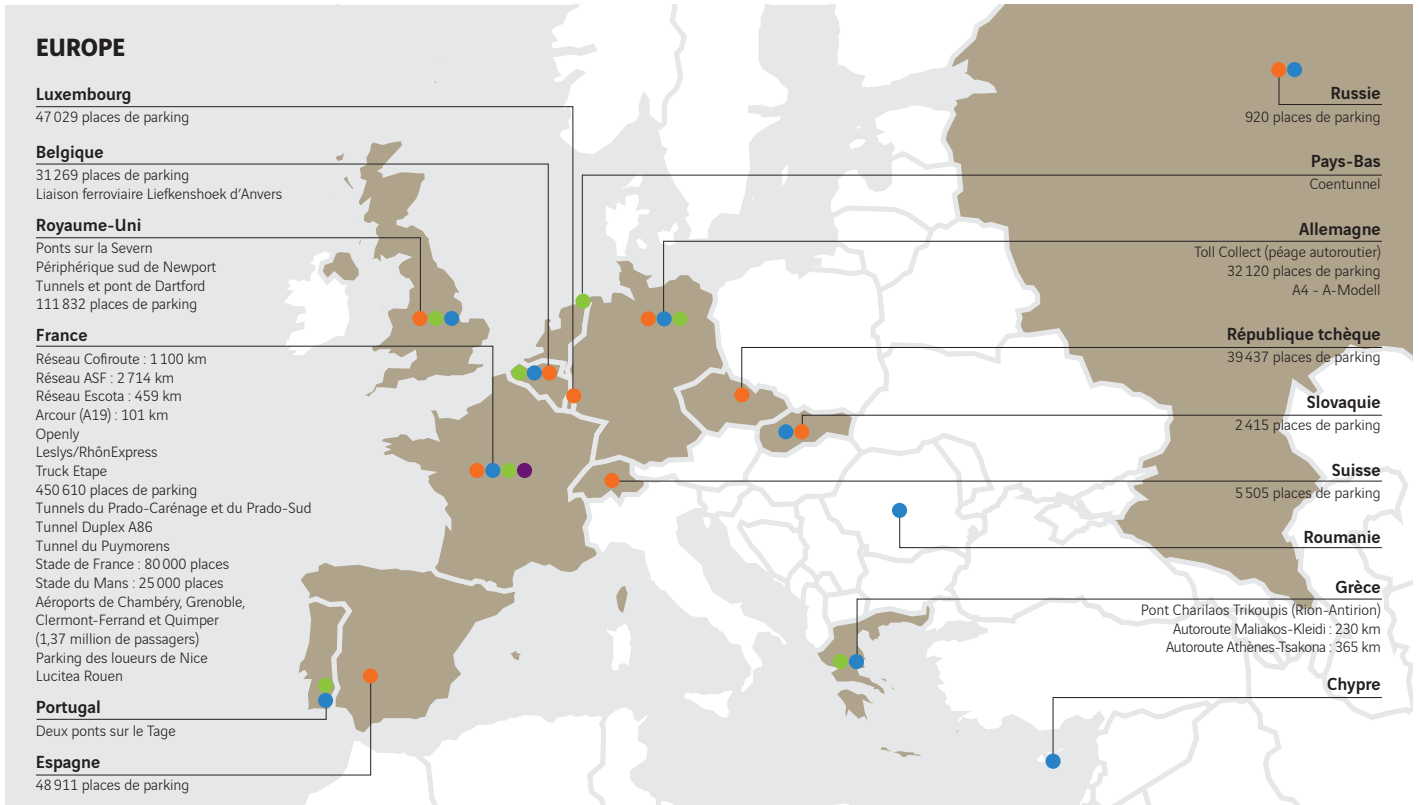 EUROPE
Luxembourg
47 029 places de parking
Belgique
31 269 places de parking
Liaison ferroviaire Liefkenshoek d’Anvers
Royaume-Uni
Ponts sur la Severn
Périphérique sud de Newport
Tunnels et pont de Dartford
111 832 places de parking
France
Réseau Cofiroute : 1 100 km
Réseau ASF : 2 714 km
Réseau Escota : 459 km
Arcour (A19) : 101 km
Openly
Leslys/RhônExpress
Truck Etape
450 610 places de parking
Tunnels du Prado-Carénage et du Prado-Sud
Tunnel Duplex A86
Tunnel du Puymorens
Stade de France : 80 000 places
Stade du Mans : 25 000 places
Aéroports de Chambéry, Grenoble,
Clermont-Ferrand et Quimper
(1,37 million de passagers)
Parking des loueurs de Nice
Lucitea Rouen
Portugal
Deux ponts sur le Tage
Espagne
48 911 places de parking
Russie
920 places de parking
Pays-Bas
Coentunnel
Allemagne
Toll Collect (péage autoroutier)
32 120 places de parking
A4 - A-Modell
République tchèque
39 437 places de parking
Slovaquie
2 415 places de parking
Suisse
5 505 places de parking
Roumanie
Grèce
Pont Charilaos Trikoupis (Rion-Antirion)
Autoroute Maliakos-Kleidi : 230 km
Autoroute Athènes-Tsakona : 365 km
Chypre